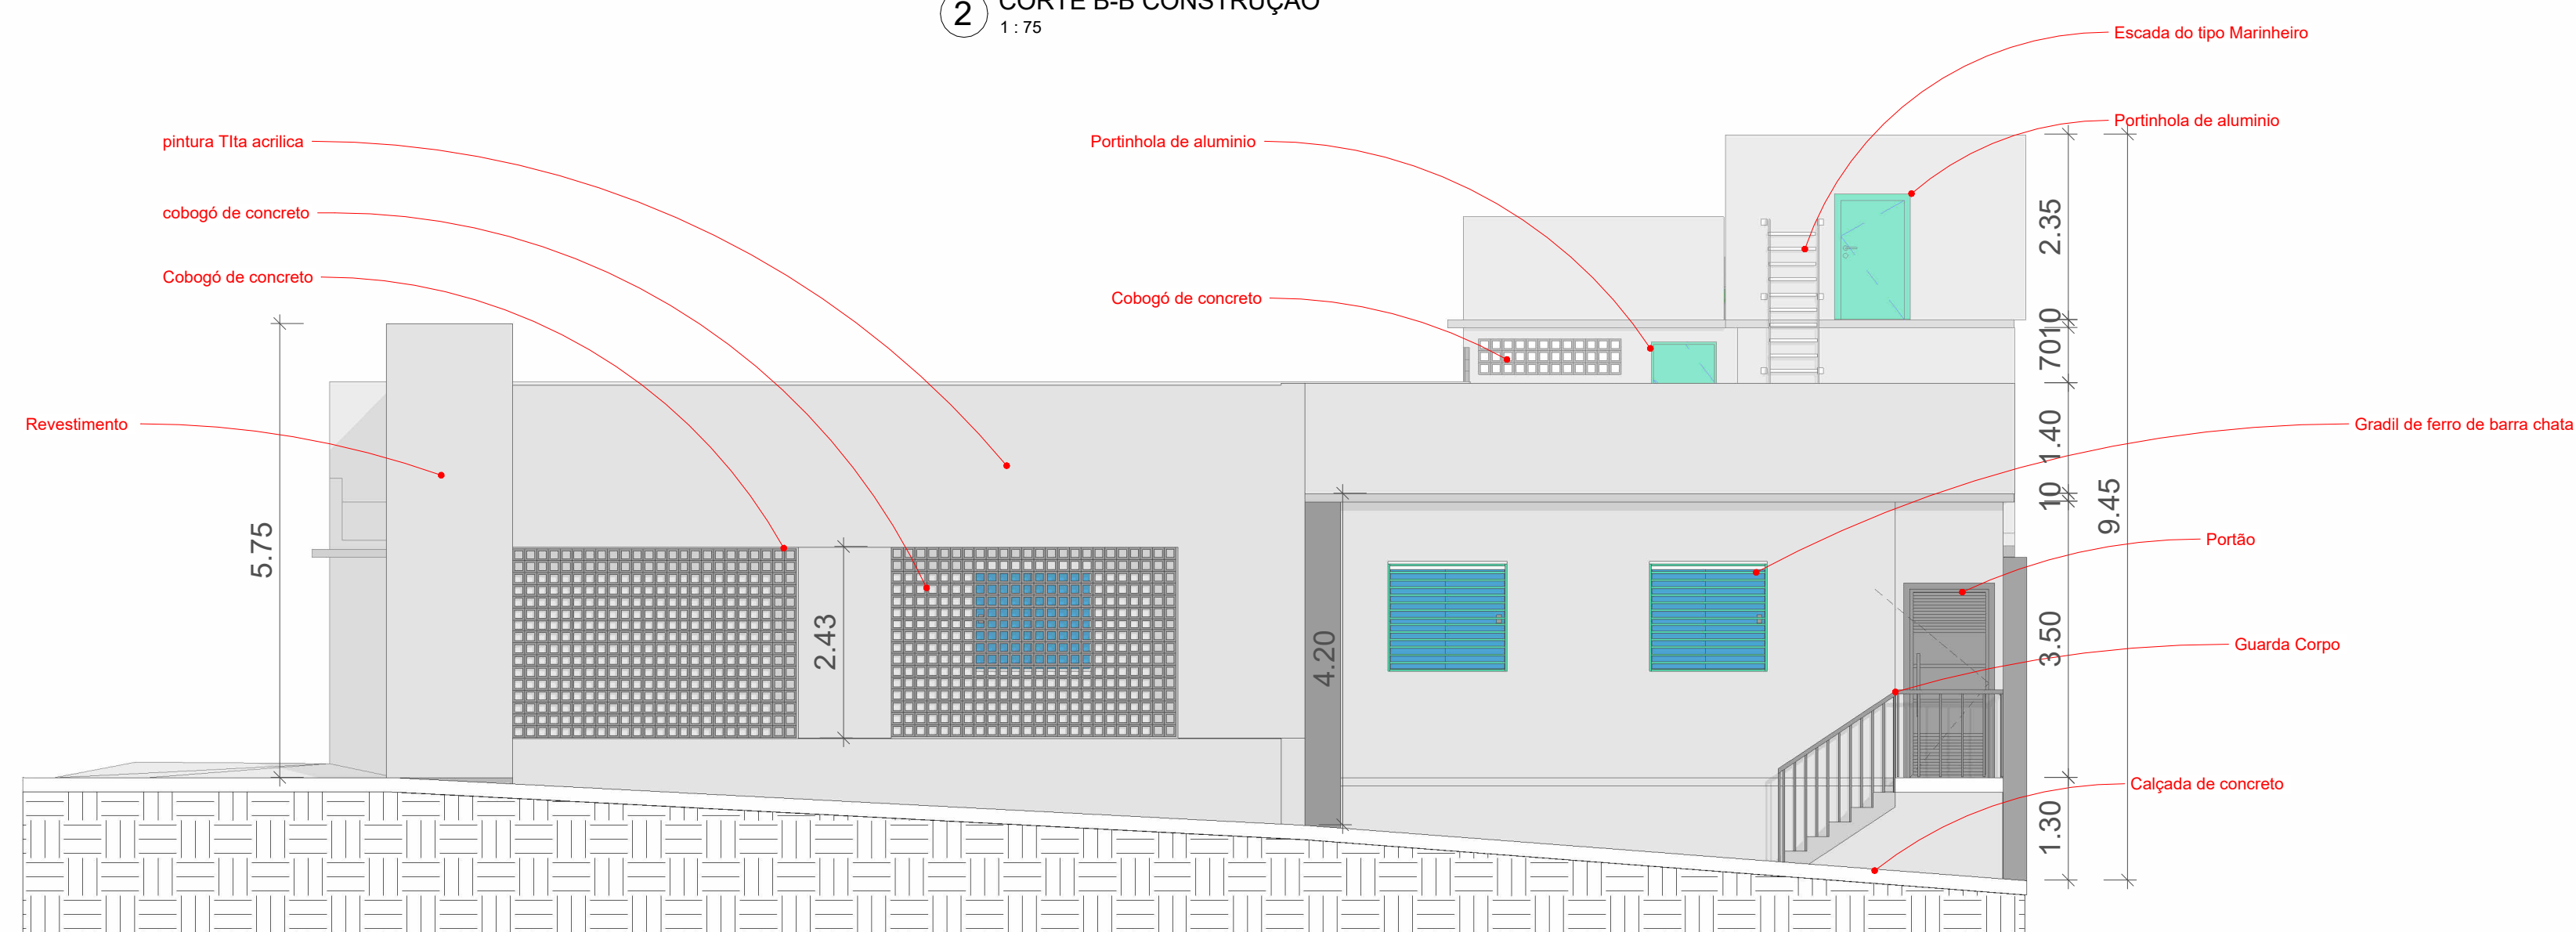 2
CORTE B-B CONSTRUÇÃO
1 : 75
Escada do tipo Marinheiro
Portinhola de aluminio
pintura TIta acrilica
Portinhola de aluminio
cobogó de concreto
Cobogó de concreto
Cobogó de concreto
Revestimento
Gradil de ferro de barra chata
Portão
Guarda Corpo
Calçada de concreto
5.75
2.43
4.20
2.35
10
70
1.40
10
3.50
1.30
9.45